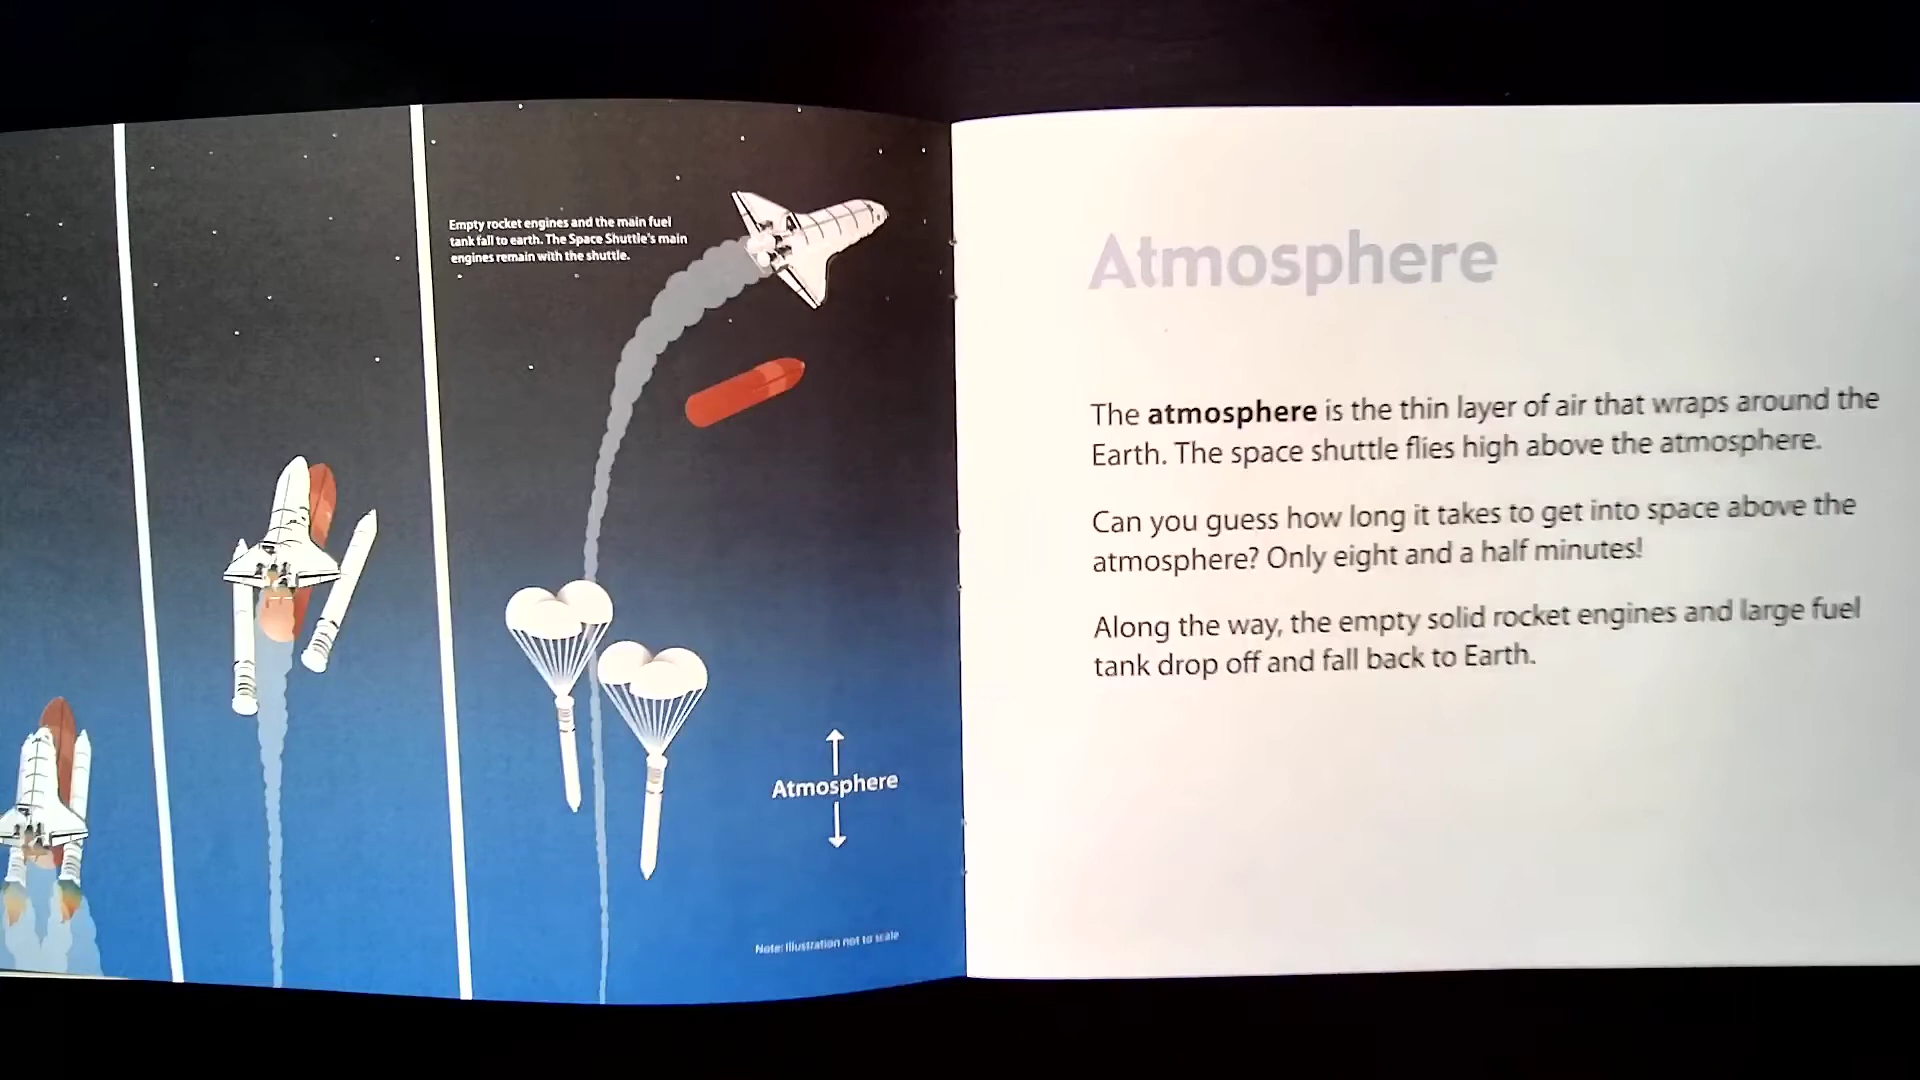 Empty rocket engines and the main fuel
tank fall to earth. The Space Shuttle's main
engines remain with the shuttle.
Atmosphere
Note: Illustration not to scale
Atmosphere
The atmosphere is the thin layer of air that wraps around the
Earth. The space shuttle flies high above the atmosphere.
Can you guess how long it takes to get into space above the
atmosphere? Only eight and a half minutes!
Along the way, the empty solid rocket engines and large fuel
tank drop off and fall back to Earth.